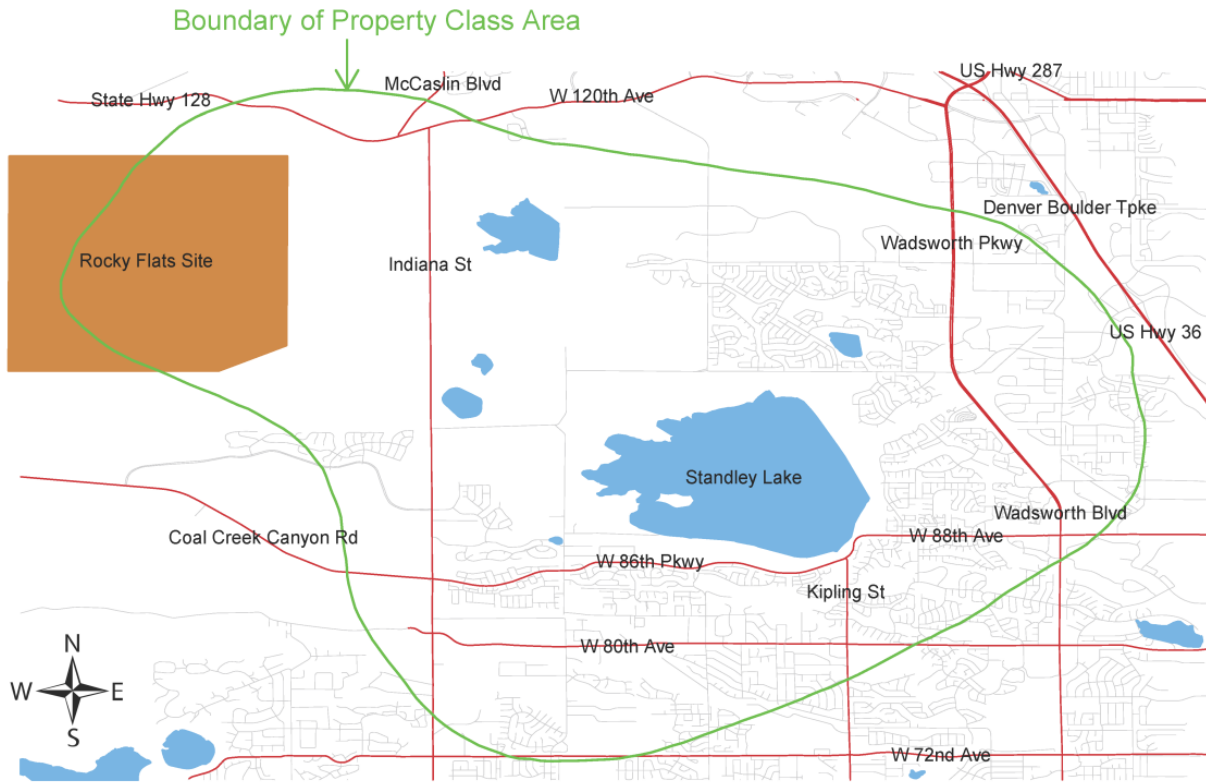 Boundary of Property Class Area
US Hwy 287
McCaslin Blvd
State Hwy 128
W 120th Ave
Denver Boulder Tpke
Wadsworth Pkwy
Rocky Flats Site
Indiana St
US Hwy 36
Standley Lake
Wadsworth Blvd
Coal Creek Canyon Rd
W 88th Ave
W 86th Pkwy
Kipling St
N
W 80th Ave
W E
S
W 72nd Ave